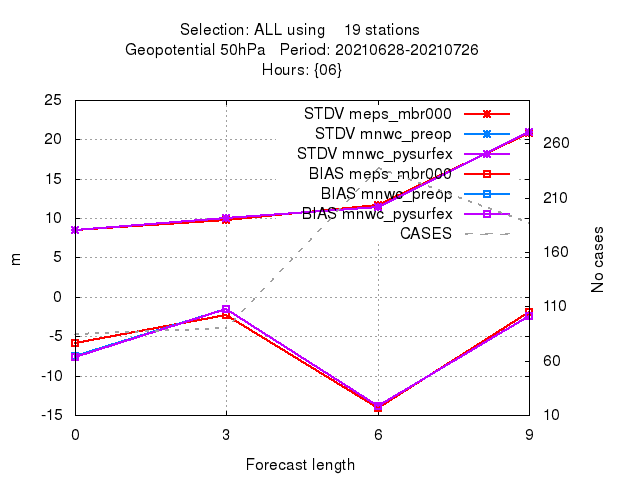 Selection: ALL using 19 stations
Geopotential 50hPa Period: 20210628-20210726
Hours: {06}
STDV meps_mbr000
STDV mnwc_preop
STDV mnwc_pysurfex
BIAS meps_mbr000
BIAS mnwc_preop
BIAS mnwc_pysurfex
CASES
25
20
15
10
5
0
-5
-10
-15
m
260
210
160
110
60
10
No cases
0 3 6 9
Forecast length